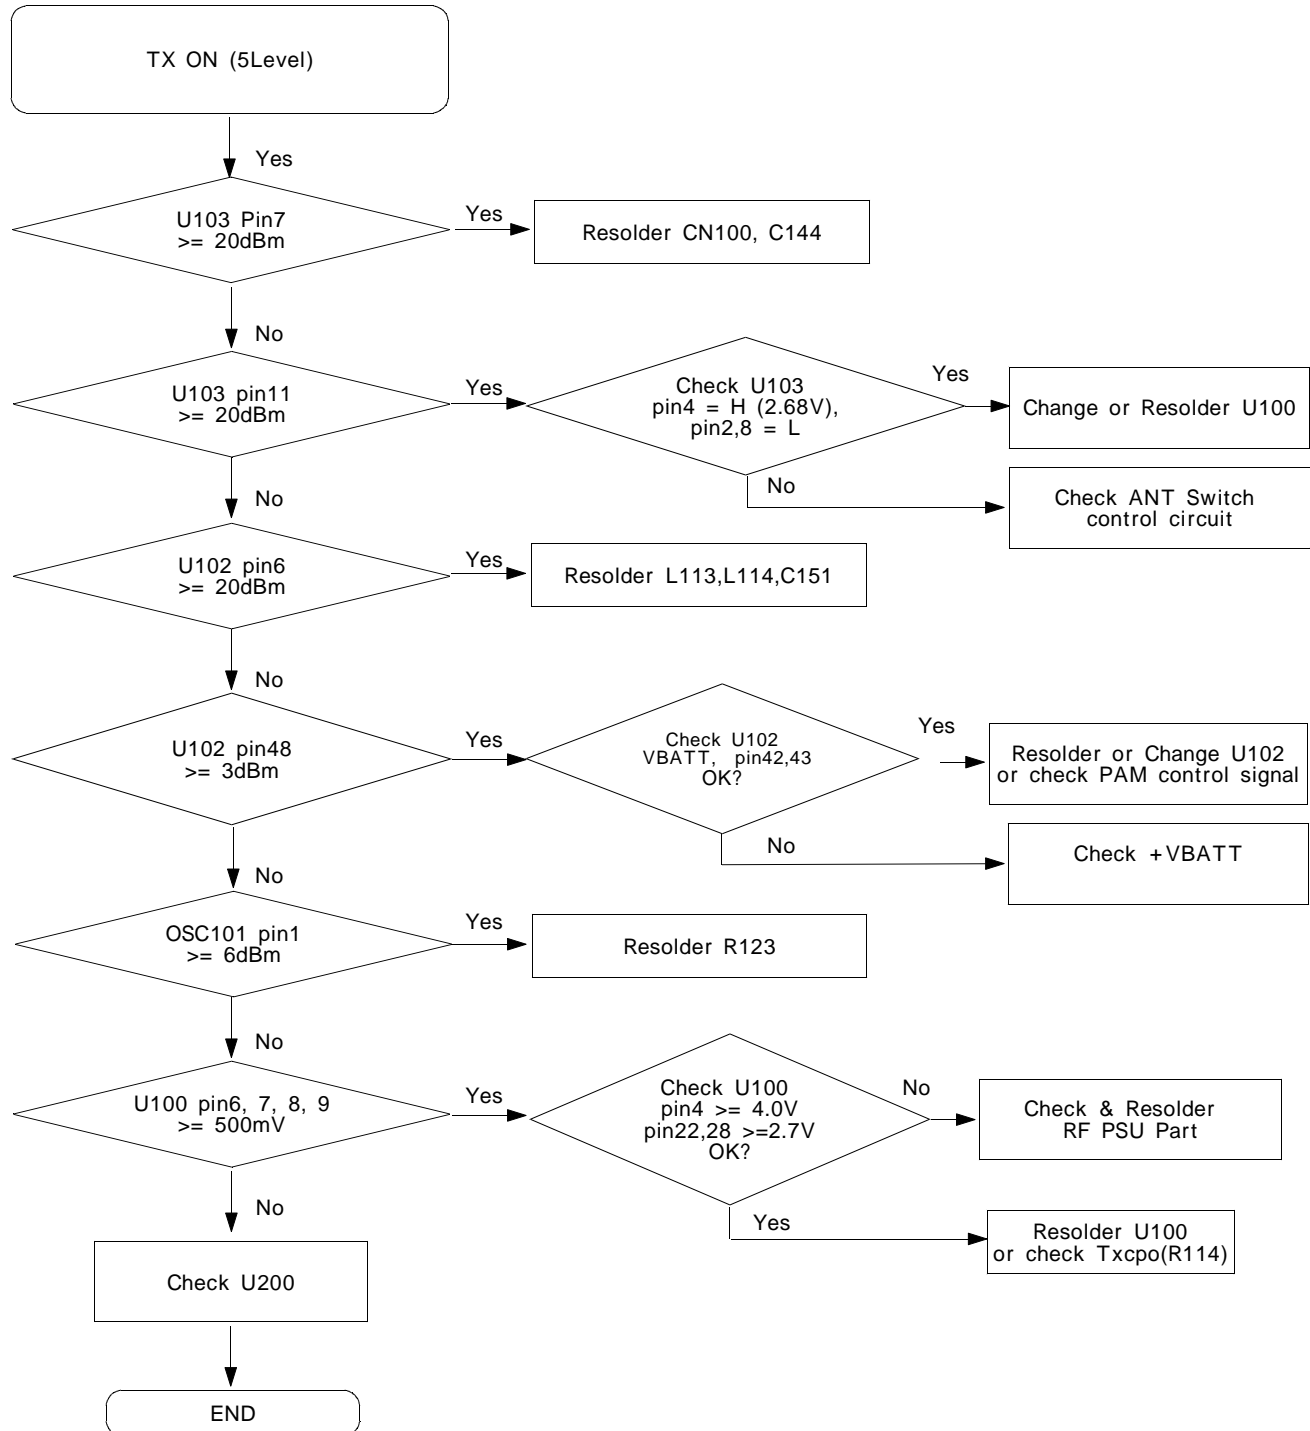 TX ON (5Level)
Yes
U103 Pin7
>= 20dBm
Yes
Resolder CN100, C144
No
U103 pin11
>= 20dBm
Yes
Check U103
pin4 = H (2.68V),
pin2,8 = L
Yes
Change or Resolder U100
No
Check ANT Switch
control circuit
No
U102 pin6
>= 20dBm
Yes
Resolder L113,L114,C151
No
U102 pin48
>= 3dBm
Yes
Check U102
VBATT, pin42,43
OK?
Yes
Resolder or Change U102
or check PAM control signal
No
Check +VBATT
No
OSC101 pin1
>= 6dBm
Yes
Resolder R123
No
U100 pin6, 7, 8, 9
>= 500mV
Yes
Check U100
pin4 >= 4.0V
pin22,28 >=2.7V
OK?
No
Check & Resolder
RF PSU Part
Yes
Resolder U100
or check Txcpo(R114)
No
Check U200
END